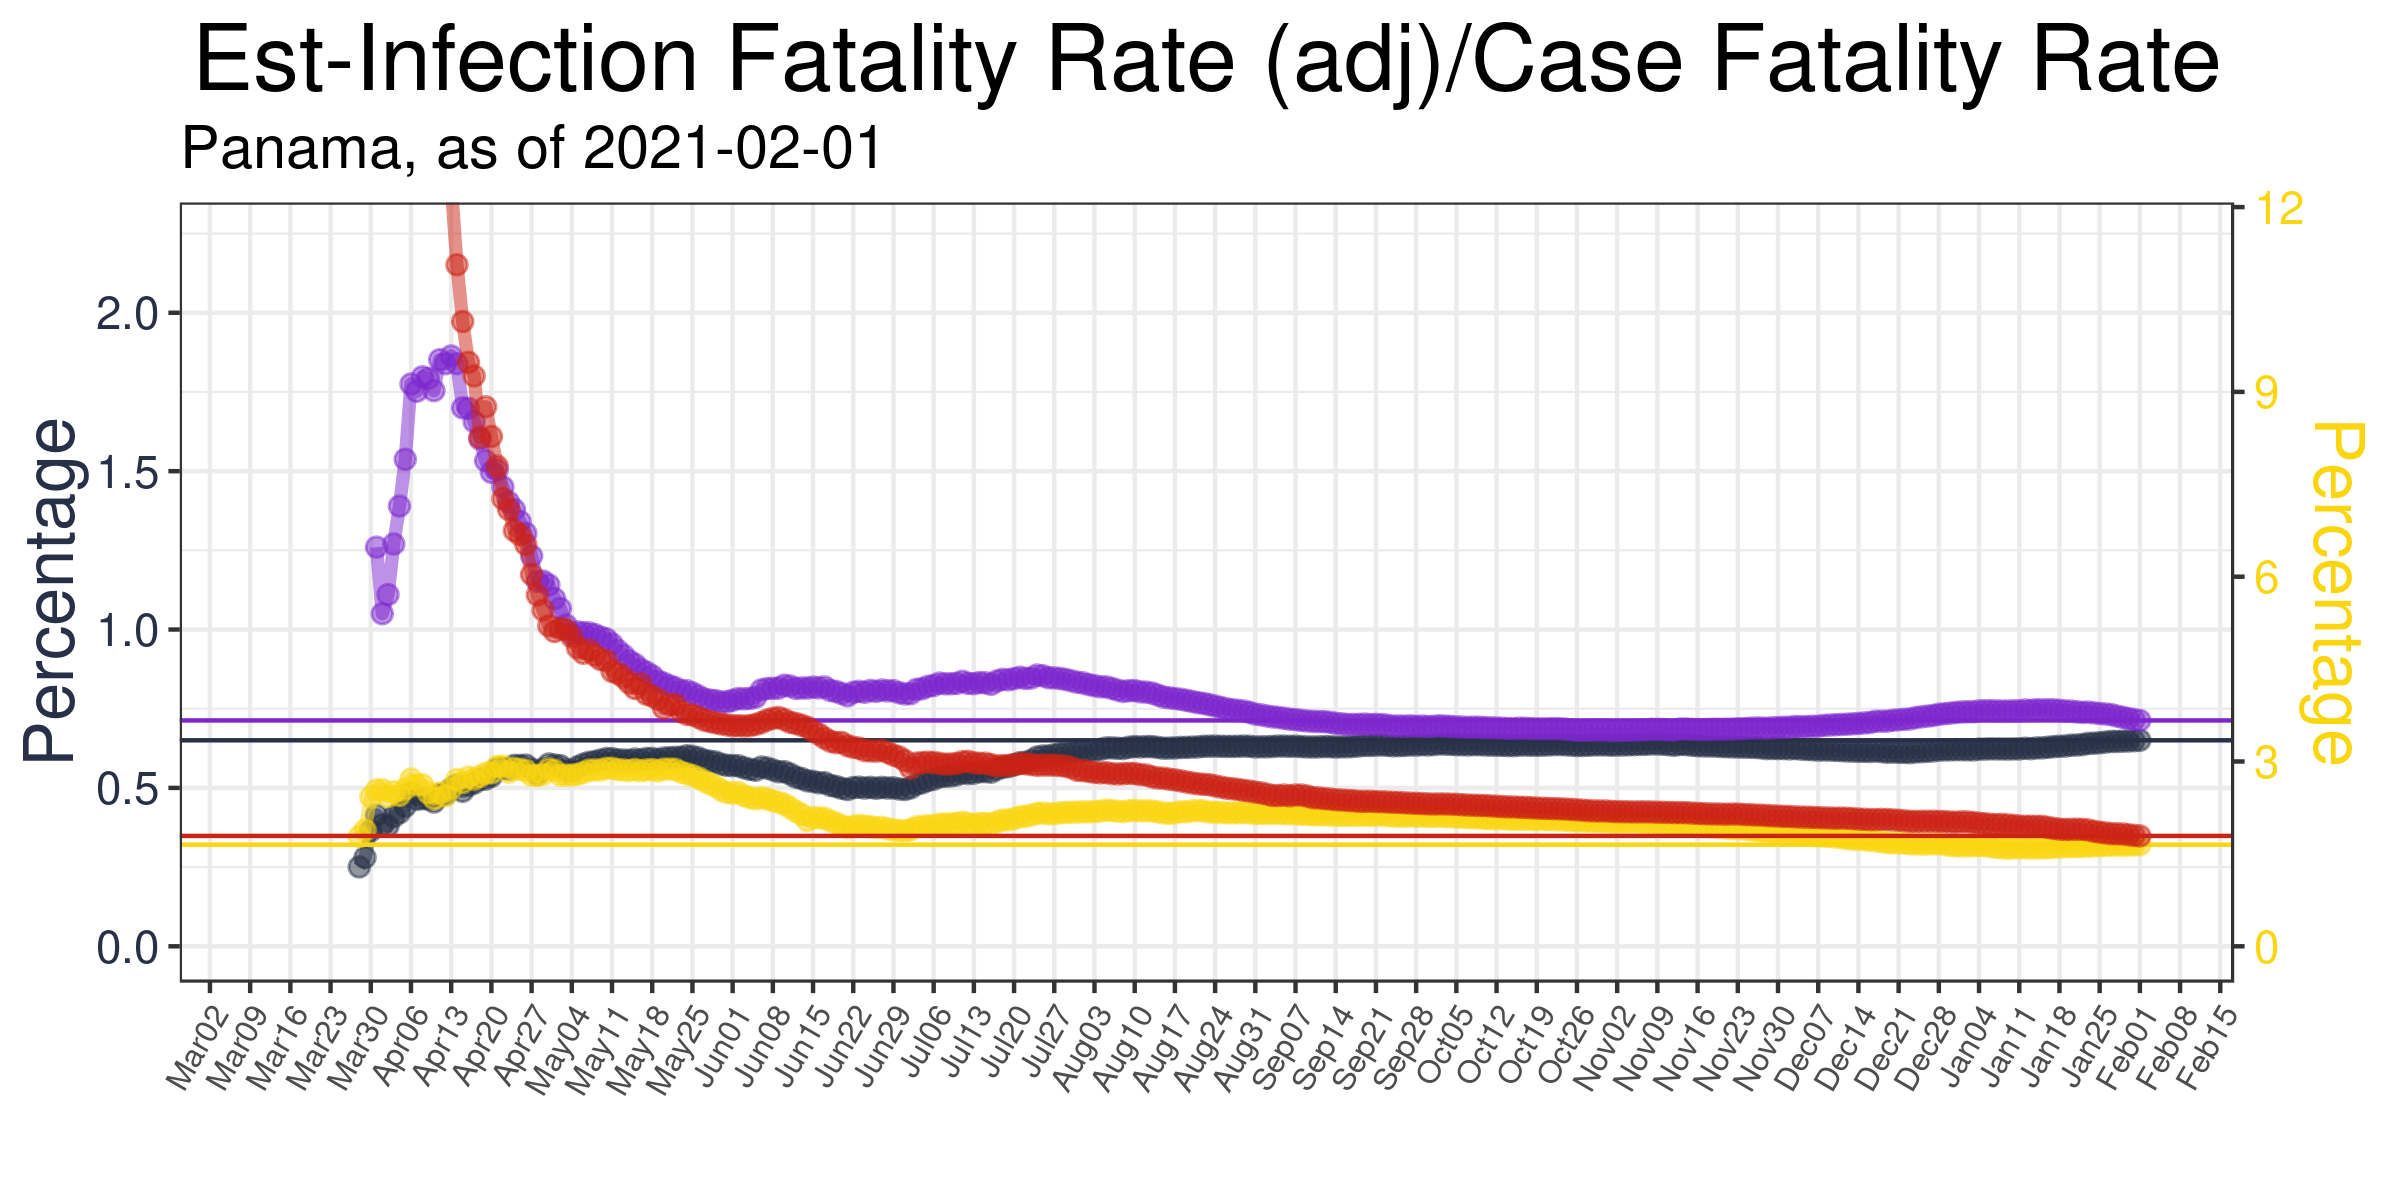 Est-Infection Fatality Rate (adj)/Case Fatality Rate
Panama, as of 2021-02-01
Percentage
2.0
1.5
1.0
0.5
0.0
12
9
6
3
0
Percentage
Mar02 Mar09 Mar16 Mar23 Mar30 Apr06 Apr13 Apr20 Apr27 May04 May11 May18 May25 Jun01 Jun08 Jun15 Jun22 Jun29 Jul06 Jul13 Jul20 Jul27 Aug03 Aug10 Aug17 Aug24 Aug31 Sep07 Sep14 Sep21 Sep28 Oct05 Oct12 Oct19 Oct26 Nov02 Nov09 Nov16 Nov23 Nov30 Dec07 Dec14 Dec21 Dec28 Jan04 Jan11 Jan18 Jan25 Feb01 Feb08 Feb15